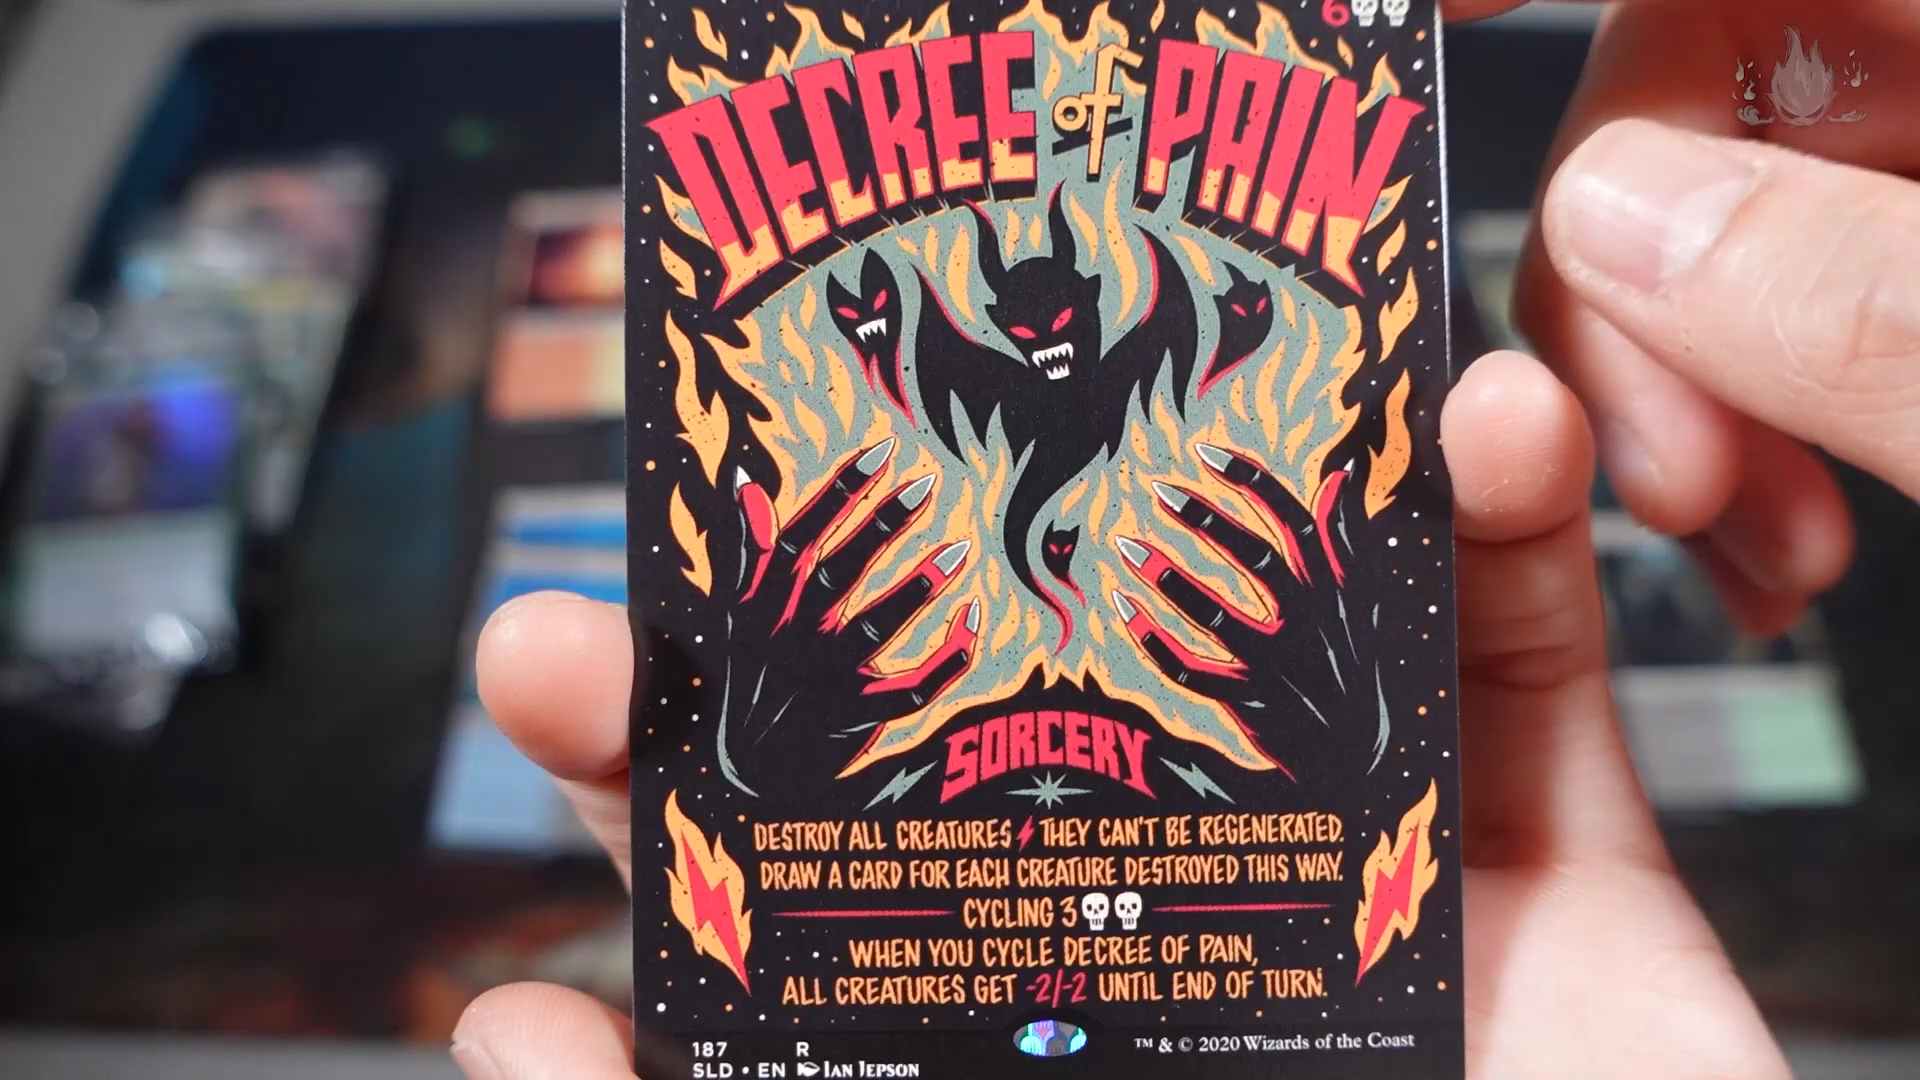 6
DECREE of PAIN
SORCERY
DESTROY ALL CREATURES THEY CAN'T BE REGENERATED.
DRAW A CARD FOR EACH CREATURE DESTROYED THIS WAY.
CYCLING 3
WHEN YOU CYCLE DECREE OF PAIN,
ALL CREATURES GET -2/-2 UNTIL END OF TURN.
187 R
SLD • EN IAN JEPSON
™ & © 2020 Wizards of the Coast